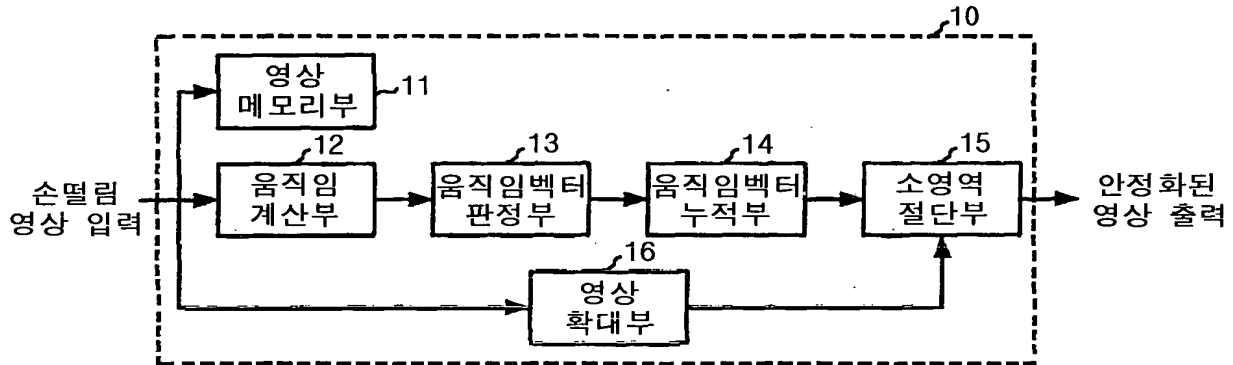 10
영상
메모리부
11
12
움직임
계산부
13
움직임벡터
판정부
14
움직임벡터
누적부
15
소영역
절단부
손떨림
영상 입력
안정화된
영상 출력
16
영상
확대부